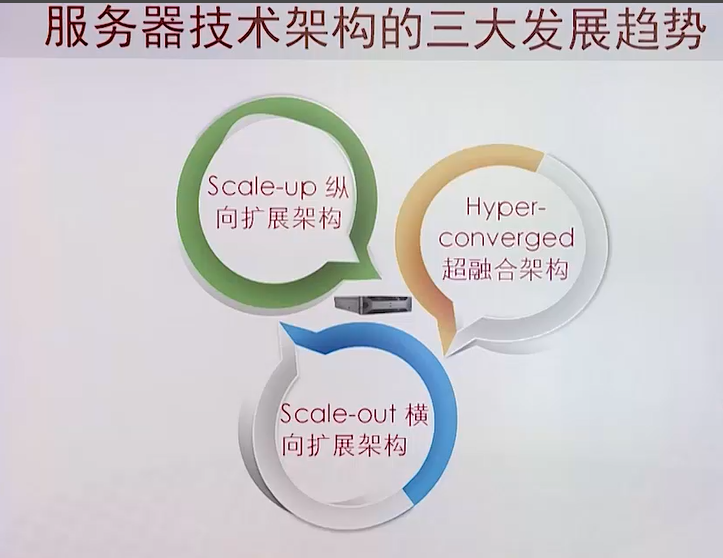 服务器技术架构的三大发展趋势
Scale-up 纵
向扩展架构
Hyper-
converged
超融合架构
Scale-out 横
向扩展架构